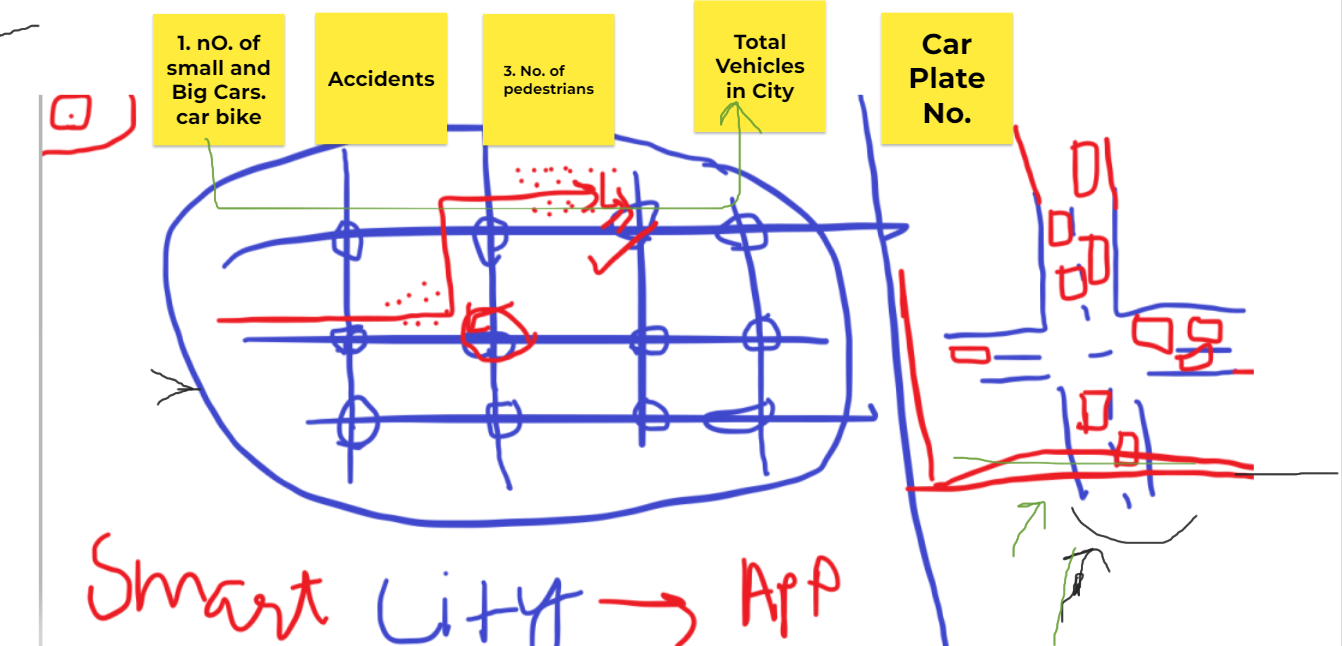 1. nO. of
small and
Big Cars.
car bike
Accidents
3. No. of
pedestrians
Total
Vehicles
in City
Car
Plate
No.
Smart City → App